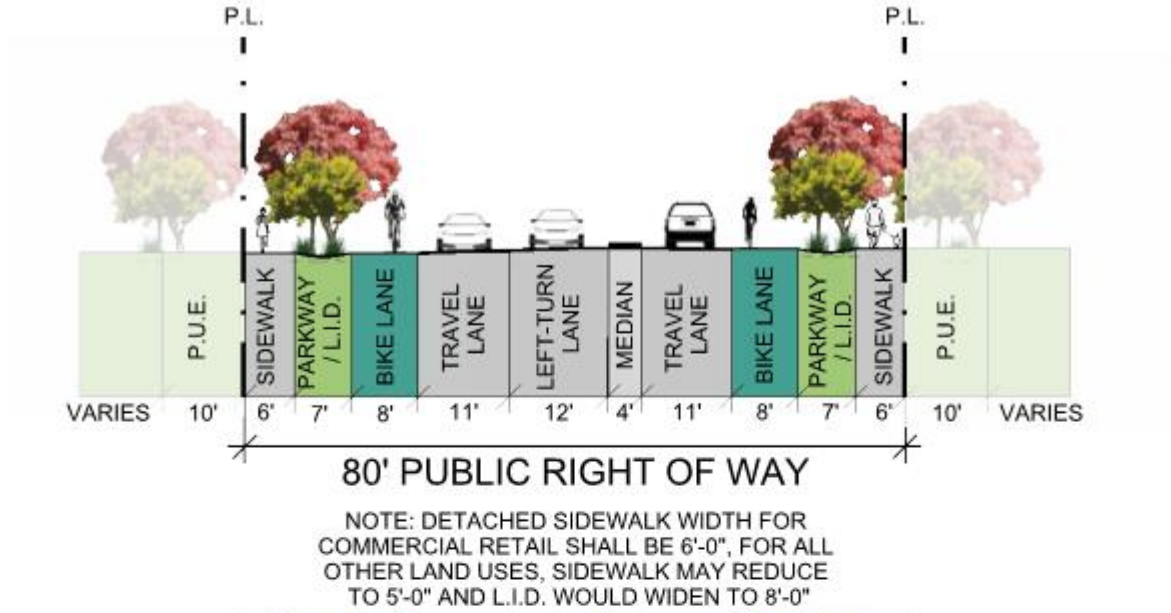 P.L.
P.L.
P.U.E.
SIDEWALK
PARKWAY
/ L.I.D.
BIKE LANE
TRAVEL
LANE
LEFT-TURN
LANE
MEDIAN
TRAVEL
LANE
BIKE LANE
PARKWAY
/ L.I.D.
SIDEWALK
P.U.E.
VARIES 10' 6' 7' 8' 11' 12' 4' 11' 8' 7' 6' 10' VARIES
80' PUBLIC RIGHT OF WAY
NOTE: DETACHED SIDEWALK WIDTH FOR
COMMERCIAL RETAIL SHALL BE 6'-0", FOR ALL
OTHER LAND USES, SIDEWALK MAY REDUCE
TO 5'-0" AND L.I.D. WOULD WIDEN TO 8'-0"